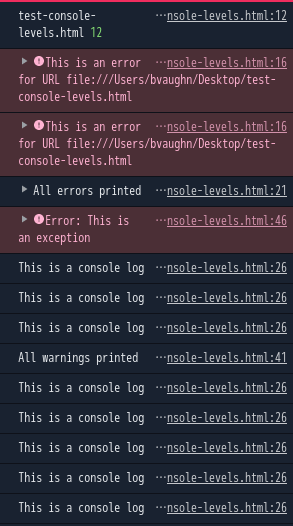 test-console- …nsole-levels.html:12
levels.html 12
This is an error …nsole-levels.html:16
for URL file:///Users/bvaughn/Desktop/test-
console-levels.html
This is an error …nsole-levels.html:16
for URL file:///Users/bvaughn/Desktop/test-
console-levels.html
All errors printed …nsole-levels.html:21
Error: This is …nsole-levels.html:46
an exception
This is a console log …nsole-levels.html:26
This is a console log …nsole-levels.html:26
This is a console log …nsole-levels.html:26
All warnings printed …nsole-levels.html:41
This is a console log …nsole-levels.html:26
This is a console log …nsole-levels.html:26
This is a console log …nsole-levels.html:26
This is a console log …nsole-levels.html:26
This is a console log …nsole-levels.html:26